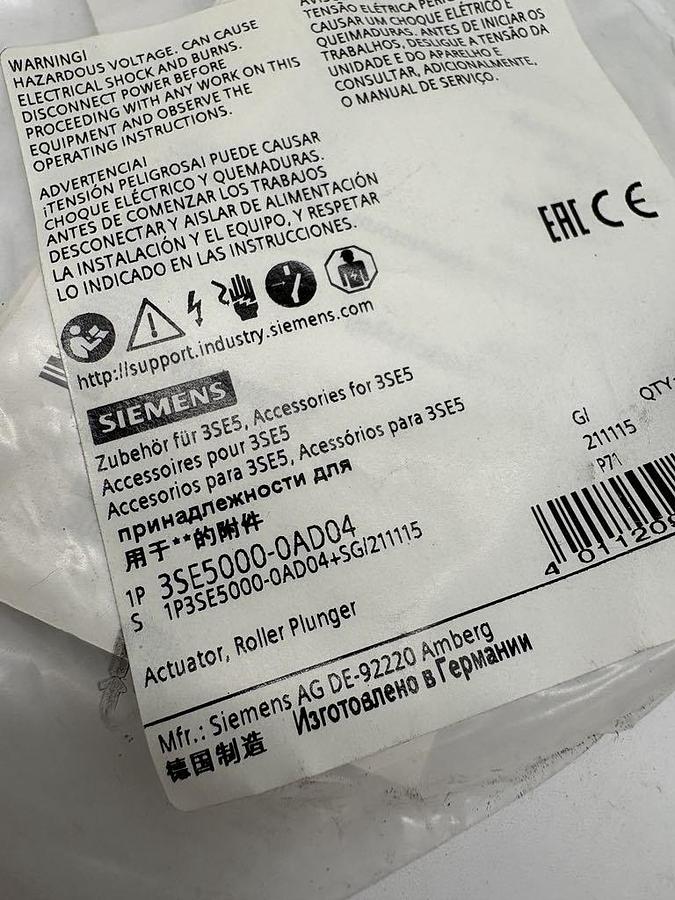 WARNING!
HAZARDOUS VOLTAGE. CAN CAUSE
ELECTRICAL SHOCK AND BURNS.
DISCONNECT POWER BEFORE
PROCEEDING WITH ANY WORK ON THIS
EQUIPMENT AND OBSERVE THE
OPERATING INSTRUCTIONS.
ADVERTENCIA!
¡TENSIÓN PELIGROSA! PUEDE CAUSAR
CHOQUE ELÉCTRICO Y QUEMADURAS.
ANTES DE COMENZAR LOS TRABAJOS
DESCONECTAR Y AISLAR DE ALIMENTACIÓN
LA INSTALACIÓN Y EL EQUIPO, Y RESPETAR
LO INDICADO EN LAS INSTRUCCIONES.
TENSÃO ELÉTRICA
CAUSAR UM CHOQUE ELÉTRICO E
QUEIMADURAS. ANTES DE INICIAR OS
TRABALHOS, DESLIGUE A TENSÃO DA
UNIDADE E DO APARELHO E
CONSULTAR, ADICIONALMENTE,
O MANUAL DE SERVIÇO.
EAC CE
http://support.industry.siemens.com
SIEMENS
Zubehör für 3SE5, Accessories for 3SE5
Accessoires pour 3SE5
Accesorios para 3SE5, Acessórios para 3SE5
принадлежности для
用于**的附件
1P 3SE5000-0AD04
S 1P3SE5000-0AD04+SG/211115
Actuator, Roller Plunger
Mfr.: Siemens AG DE-92220 Amberg
德国制造 Изготовлено в Германии
QTY
G/
211115
P71
4 011209